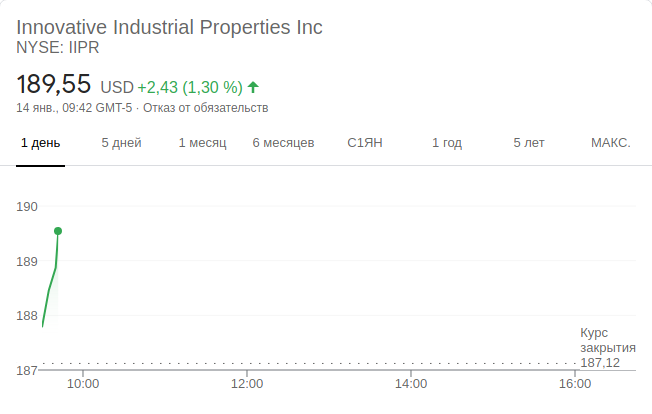 Innovative Industrial Properties Inc
NYSE: IIPR
189,55 USD +2,43 (1,30 %)
14 янв., 09:42 GMT-5 · Отказ от обязательств
1 день 5 дней 1 месяц 6 месяцев С1ЯН 1 год 5 лет МАКС.
190
189
188
187
Курс
закрытия
187,12
10:00 12:00 14:00 16:00